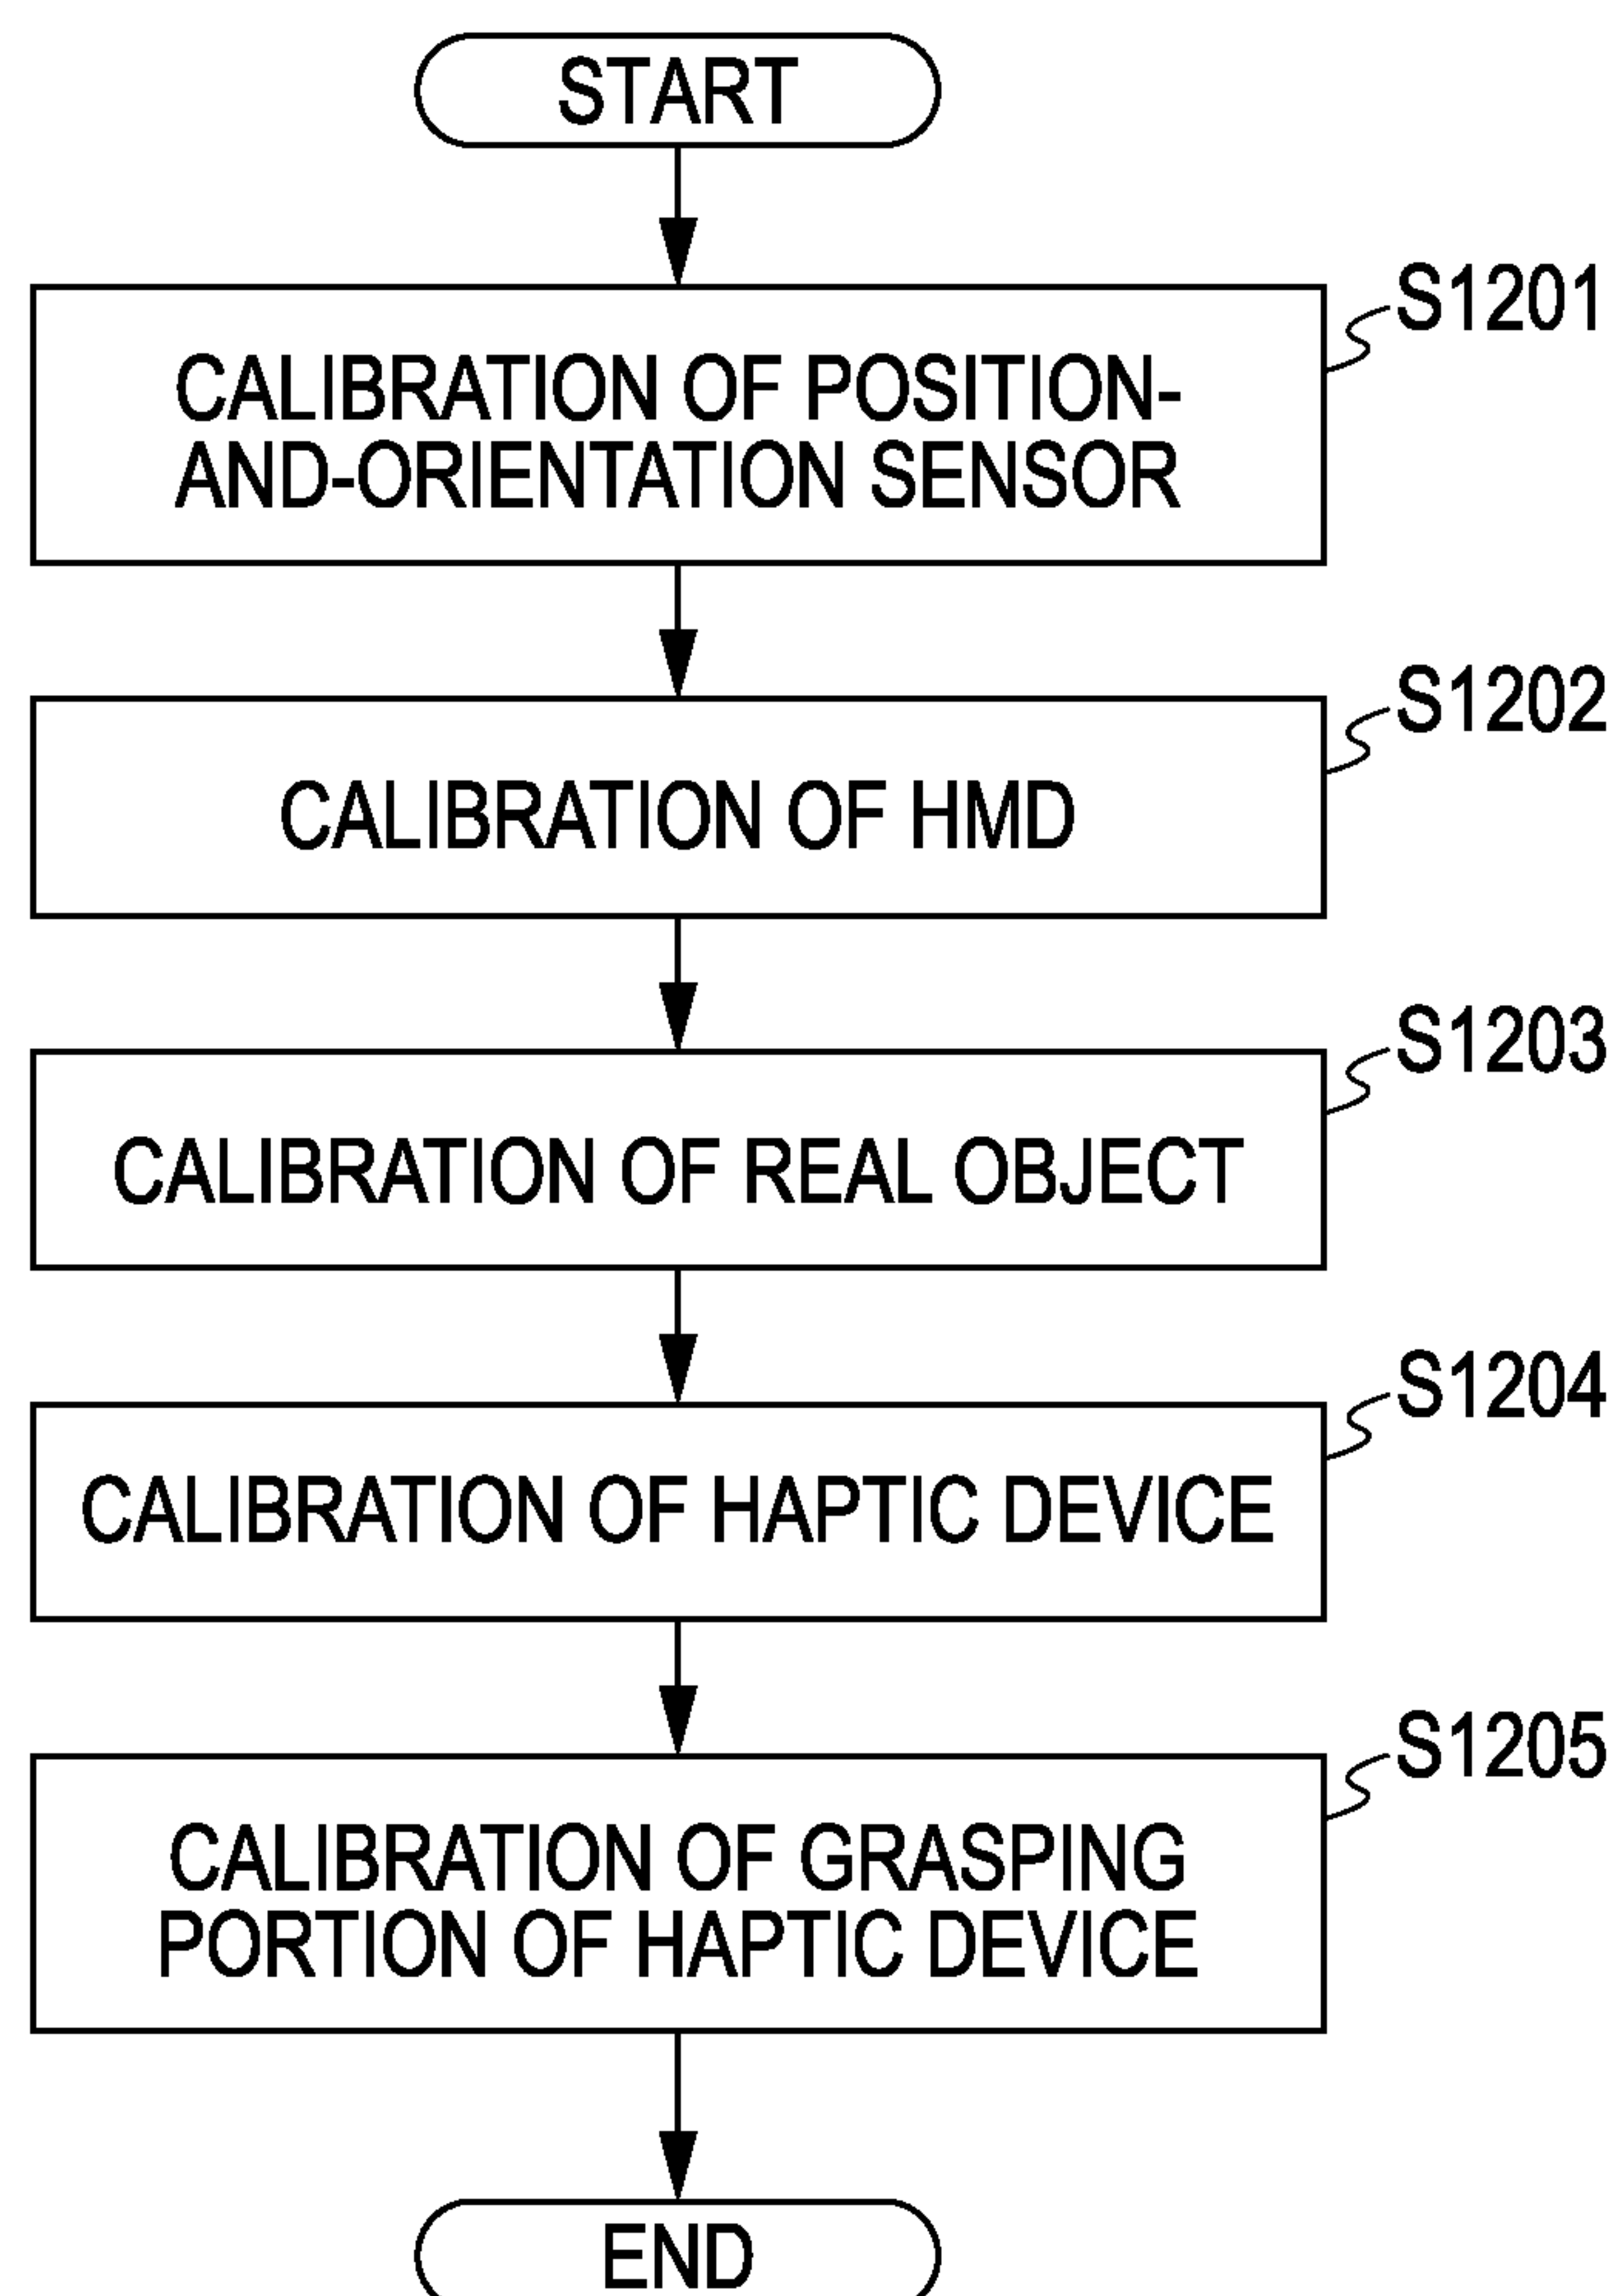 START
S1201
CALIBRATION OF POSITION-
AND-ORIENTATION SENSOR
S1202
CALIBRATION OF HMD
S1203
CALIBRATION OF REAL OBJECT
S1204
CALIBRATION OF HAPTIC DEVICE
S1205
CALIBRATION OF GRASPING
PORTION OF HAPTIC DEVICE
END